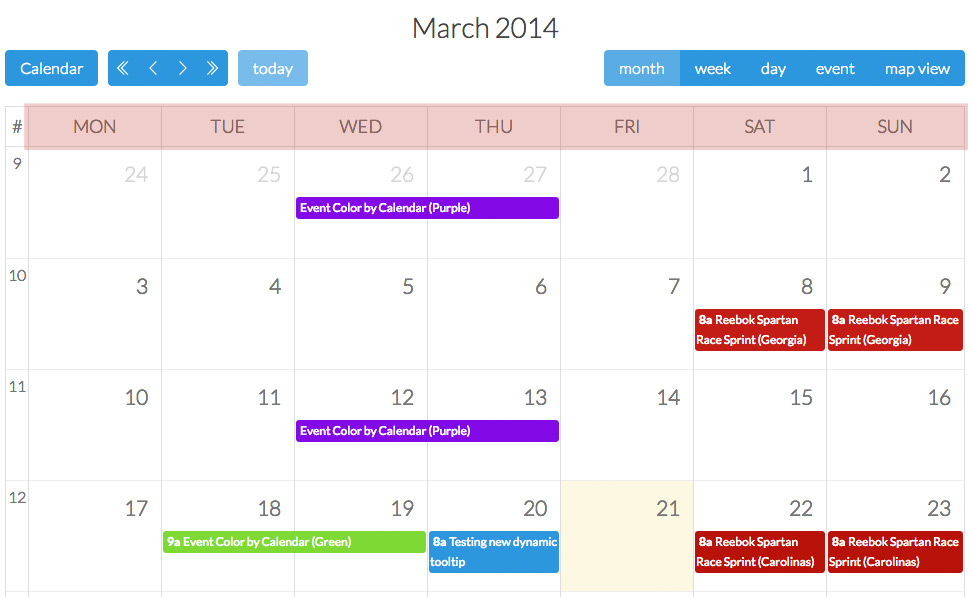 March 2014
Calendar today month week day event map view
# MON TUE WED THU FRI SAT SUN
9 24 25 26 27 28 1 2
Event Color by Calendar (Purple)
10 3 4 5 6 7 8 9
8a Reebok Spartan 8a Reebok Spartan Race
Race Sprint (Georgia) Sprint (Georgia)
11 10 11 12 13 14 15 16
Event Color by Calendar (Purple)
12 17 18 19 20 21 22 23
9a Event Color by Calendar (Green) 8a Testing new dynamic 8a Reebok Spartan 8a Reebok Spartan Race
tooltip Race Sprint (Carolinas) Sprint (Carolinas)